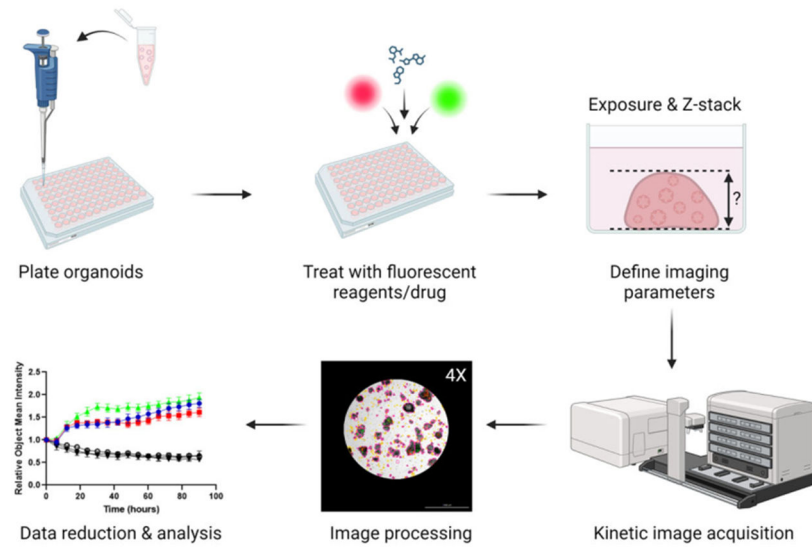 Exposure & Z-stack
?
Plate organoids
Treat with fluorescent
reagents/drug
Define imaging
parameters
Relative Object Mean Intensity
2.5
2.0
1.5
1.0
0.5
0.0
0 20 40 60 80 100
Time (hours)
4X
Data reduction & analysis
Image processing
Kinetic image acquisition